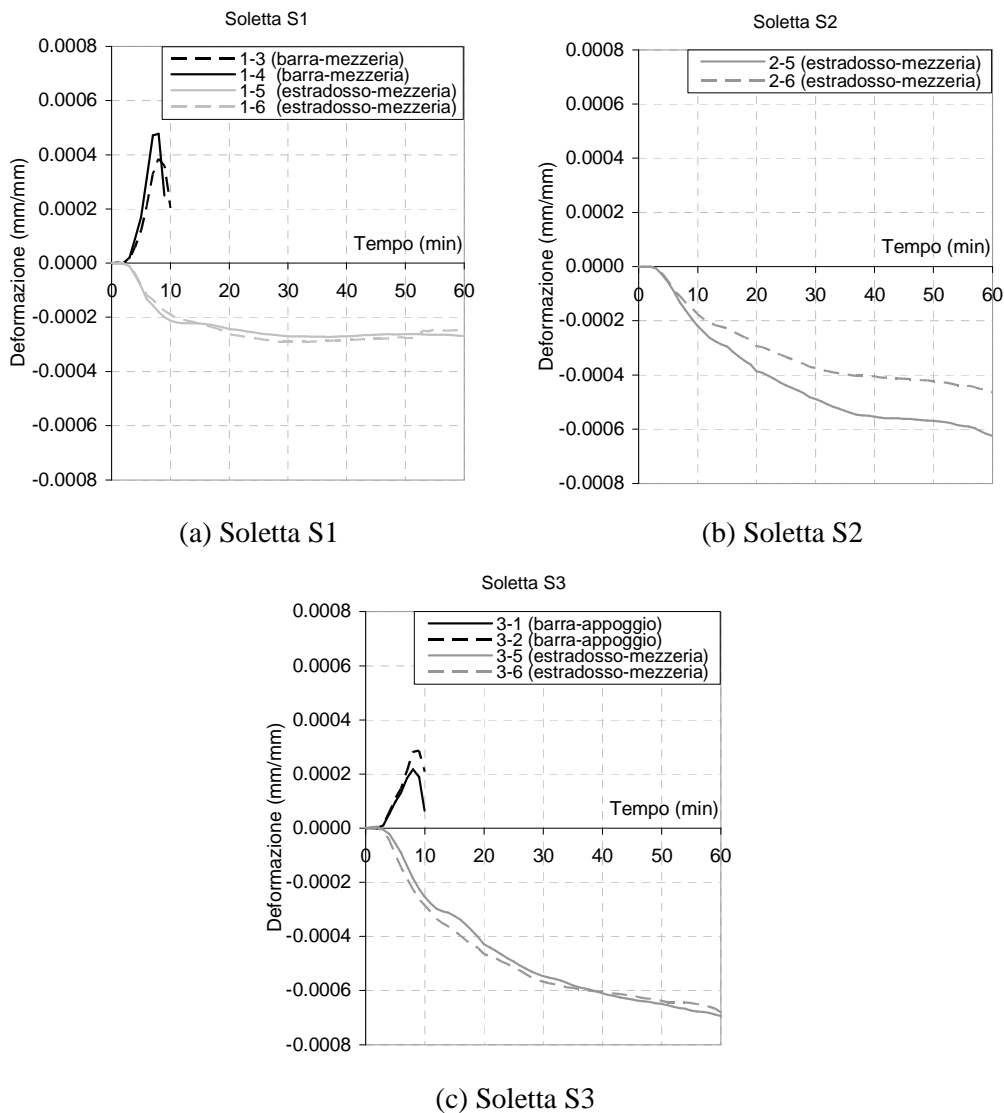 Soletta S1
1-3 (barra-mezzeria)
1-4 (barra-mezzeria)
1-5 (estradosso-mezzeria)
1-6 (estradosso-mezzeria)
0.0008
0.0006
0.0004
0.0002
0.0000
-0.0002
-0.0004
-0.0006
-0.0008
Deformazione (mm/mm)
Tempo (min)
0 10 20 30 40 50 60
(a) Soletta S1
Soletta S2
2-5 (estradosso-mezzeria)
2-6 (estradosso-mezzeria)
0.0008
0.0006
0.0004
0.0002
0.0000
-0.0002
-0.0004
-0.0006
-0.0008
Deformazione (mm/mm)
Tempo (min)
0 10 20 30 40 50 60
(b) Soletta S2
Soletta S3
3-1 (barra-appoggio)
3-2 (barra-appoggio)
3-5 (estradosso-mezzeria)
3-6 (estradosso-mezzeria)
0.0008
0.0006
0.0004
0.0002
0.0000
-0.0002
-0.0004
-0.0006
-0.0008
Deformazione (mm/mm)
Tempo (min)
0 10 20 30 40 50 60
(c) Soletta S3